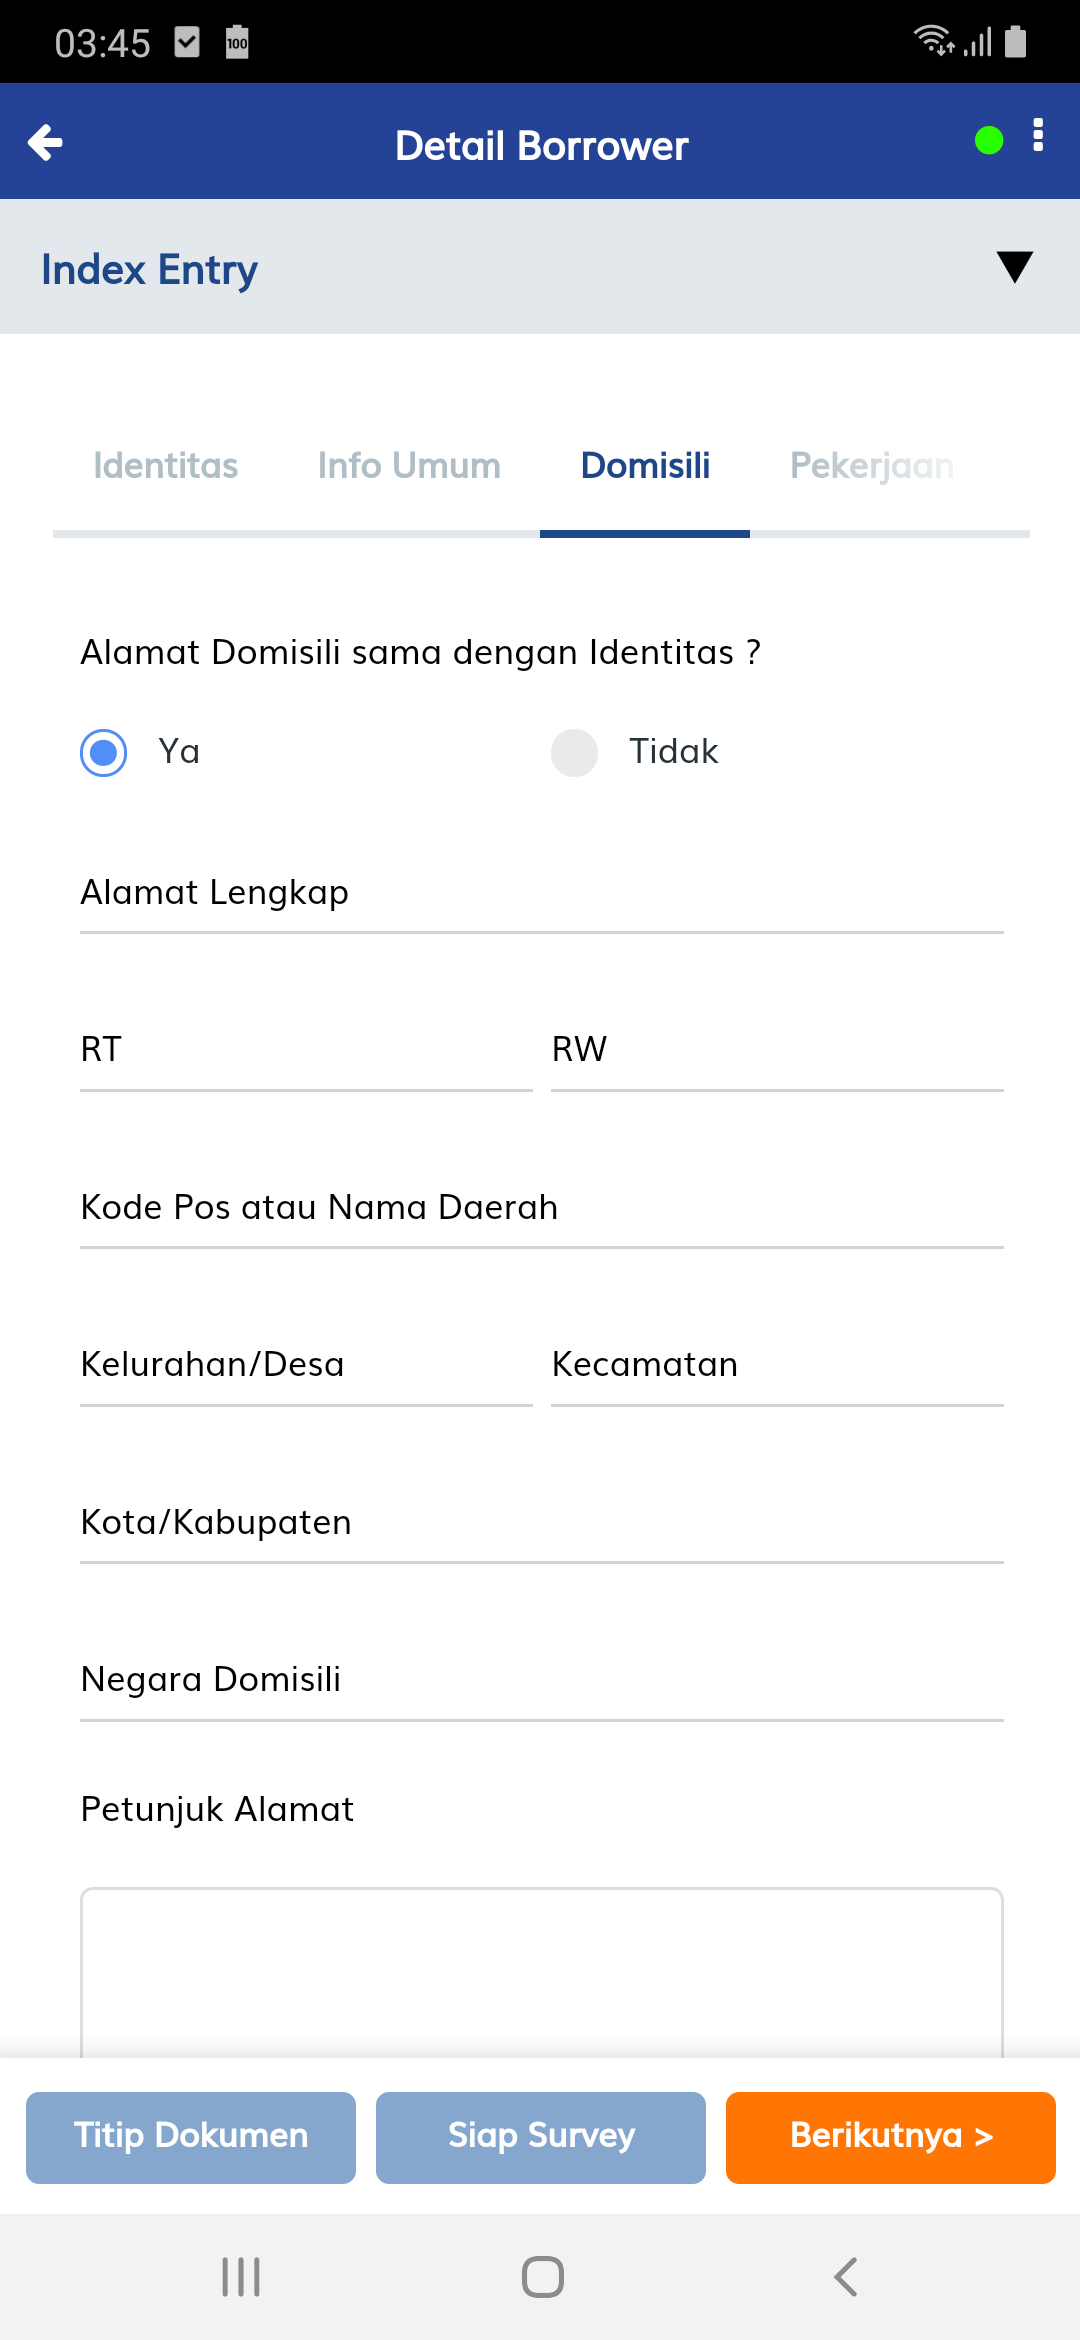 03:45 100
Detail Borrower
Index Entry
Identitas Info Umum Domisili Pekerjaan
Alamat Domisili sama dengan Identitas ?
Ya Tidak
Alamat Lengkap
RT RW
Kode Pos atau Nama Daerah
Kelurahan/Desa Kecamatan
Kota/Kabupaten
Negara Domisili
Petunjuk Alamat
Titip Dokumen Siap Survey Berikutnya >